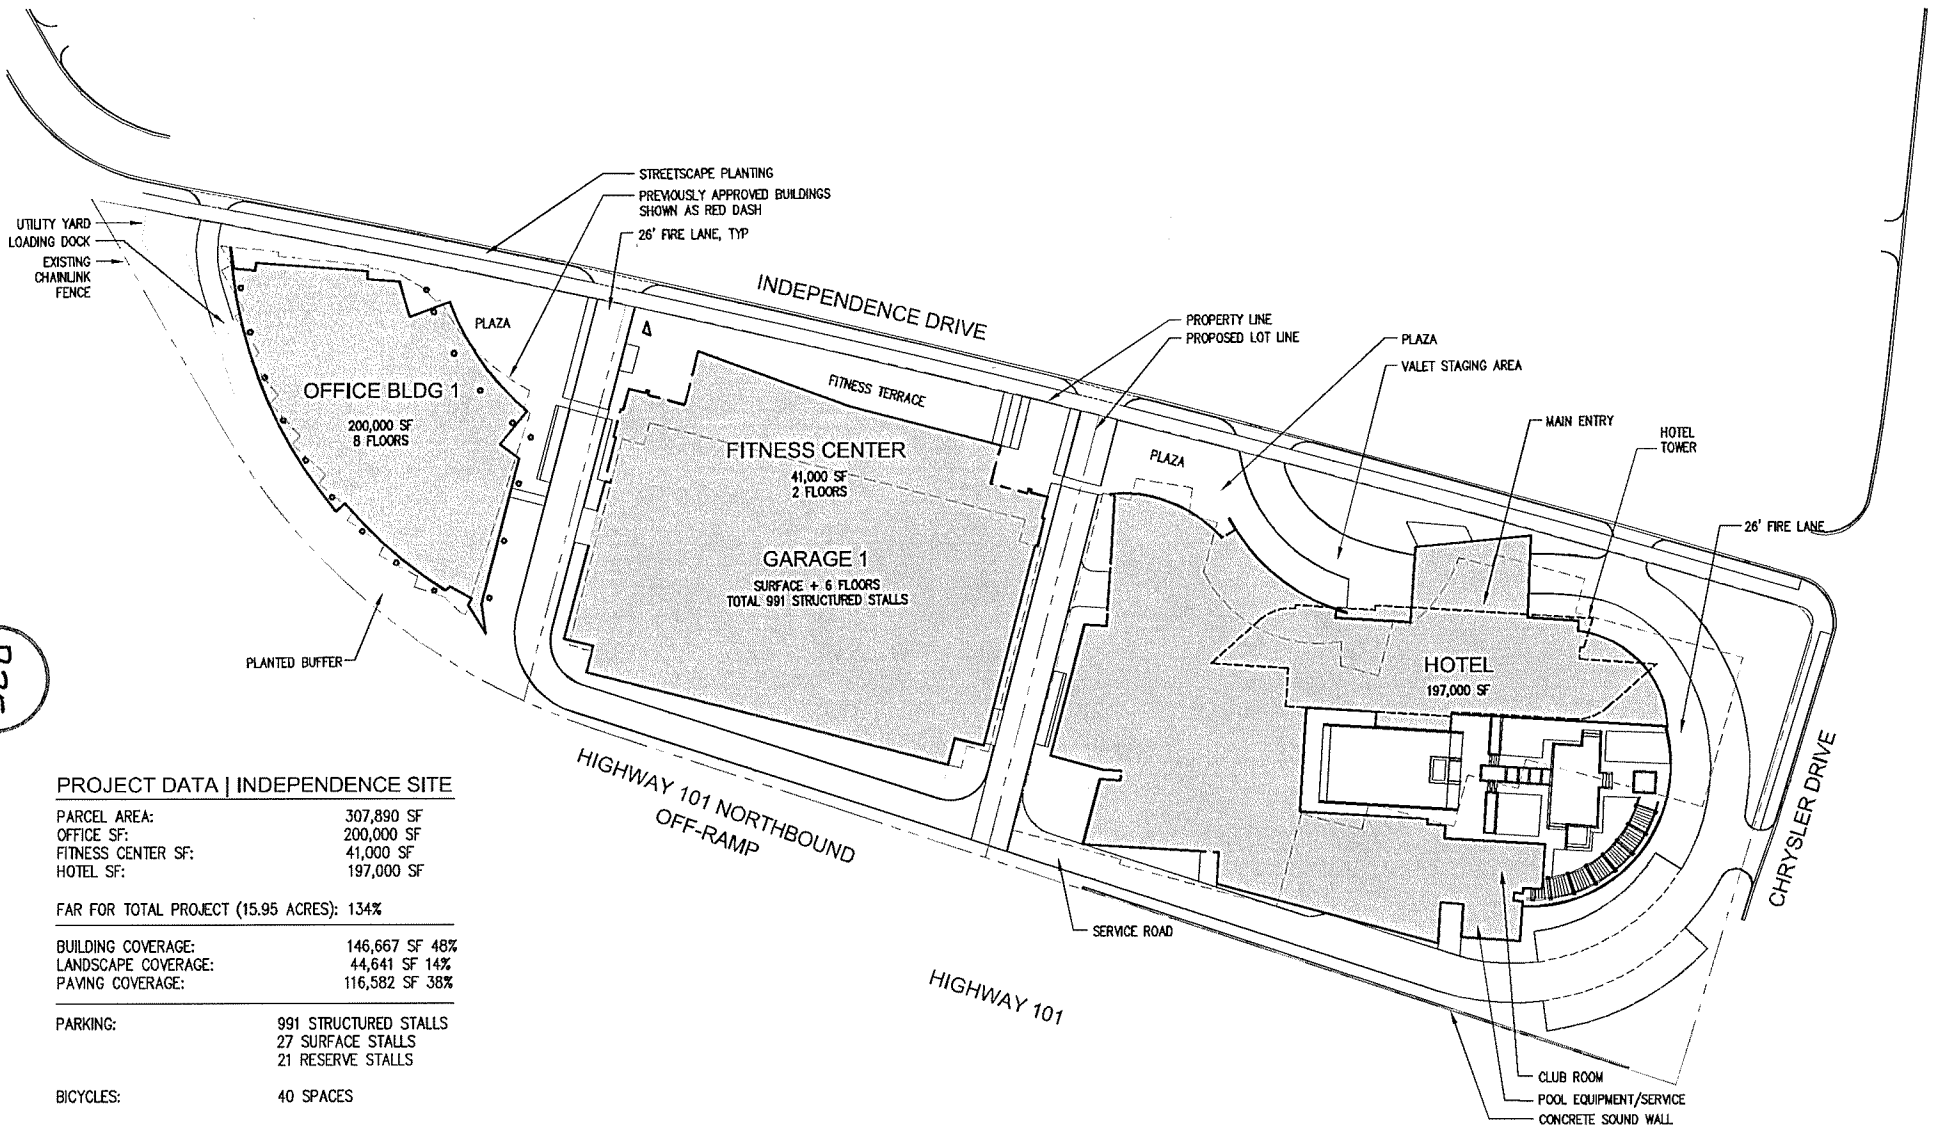 STREETSCAPE PLANTING
PREVIOUSLY APPROVED BUILDINGS
SHOWN AS RED DASH
26' FIRE LANE, TYP
UTILITY YARD
LOADING DOCK
EXISTING
CHAINLINK
FENCE
PLAZA
INDEPENDENCE DRIVE
PROPERTY LINE
PROPOSED LOT LINE
PLAZA
VALET STAGING AREA
MAIN ENTRY
HOTEL
TOWER
26' FIRE LANE
OFFICE BLDG 1
200,000 SF
8 FLOORS
FITNESS TERRACE
FITNESS CENTER
41,000 SF
2 FLOORS
GARAGE 1
SURFACE + 6 FLOORS
TOTAL 991 STRUCTURED STALLS
PLAZA
HOTEL
197,000 SF
PLANTED BUFFER
HIGHWAY 101 NORTHBOUND
OFF-RAMP
CHRYSLER DRIVE
SERVICE ROAD
HIGHWAY 101
CLUB ROOM
POOL EQUIPMENT/SERVICE
CONCRETE SOUND WALL
PROJECT DATA | INDEPENDENCE SITE
PARCEL AREA: 307,890 SF
OFFICE SF: 200,000 SF
FITNESS CENTER SF: 41,000 SF
HOTEL SF: 197,000 SF
FAR FOR TOTAL PROJECT (15.95 ACRES): 134%
BUILDING COVERAGE: 146,667 SF 48%
LANDSCAPE COVERAGE: 44,641 SF 14%
PAVING COVERAGE: 116,582 SF 38%
PARKING: 991 STRUCTURED STALLS
27 SURFACE STALLS
21 RESERVE STALLS
BICYCLES: 40 SPACES